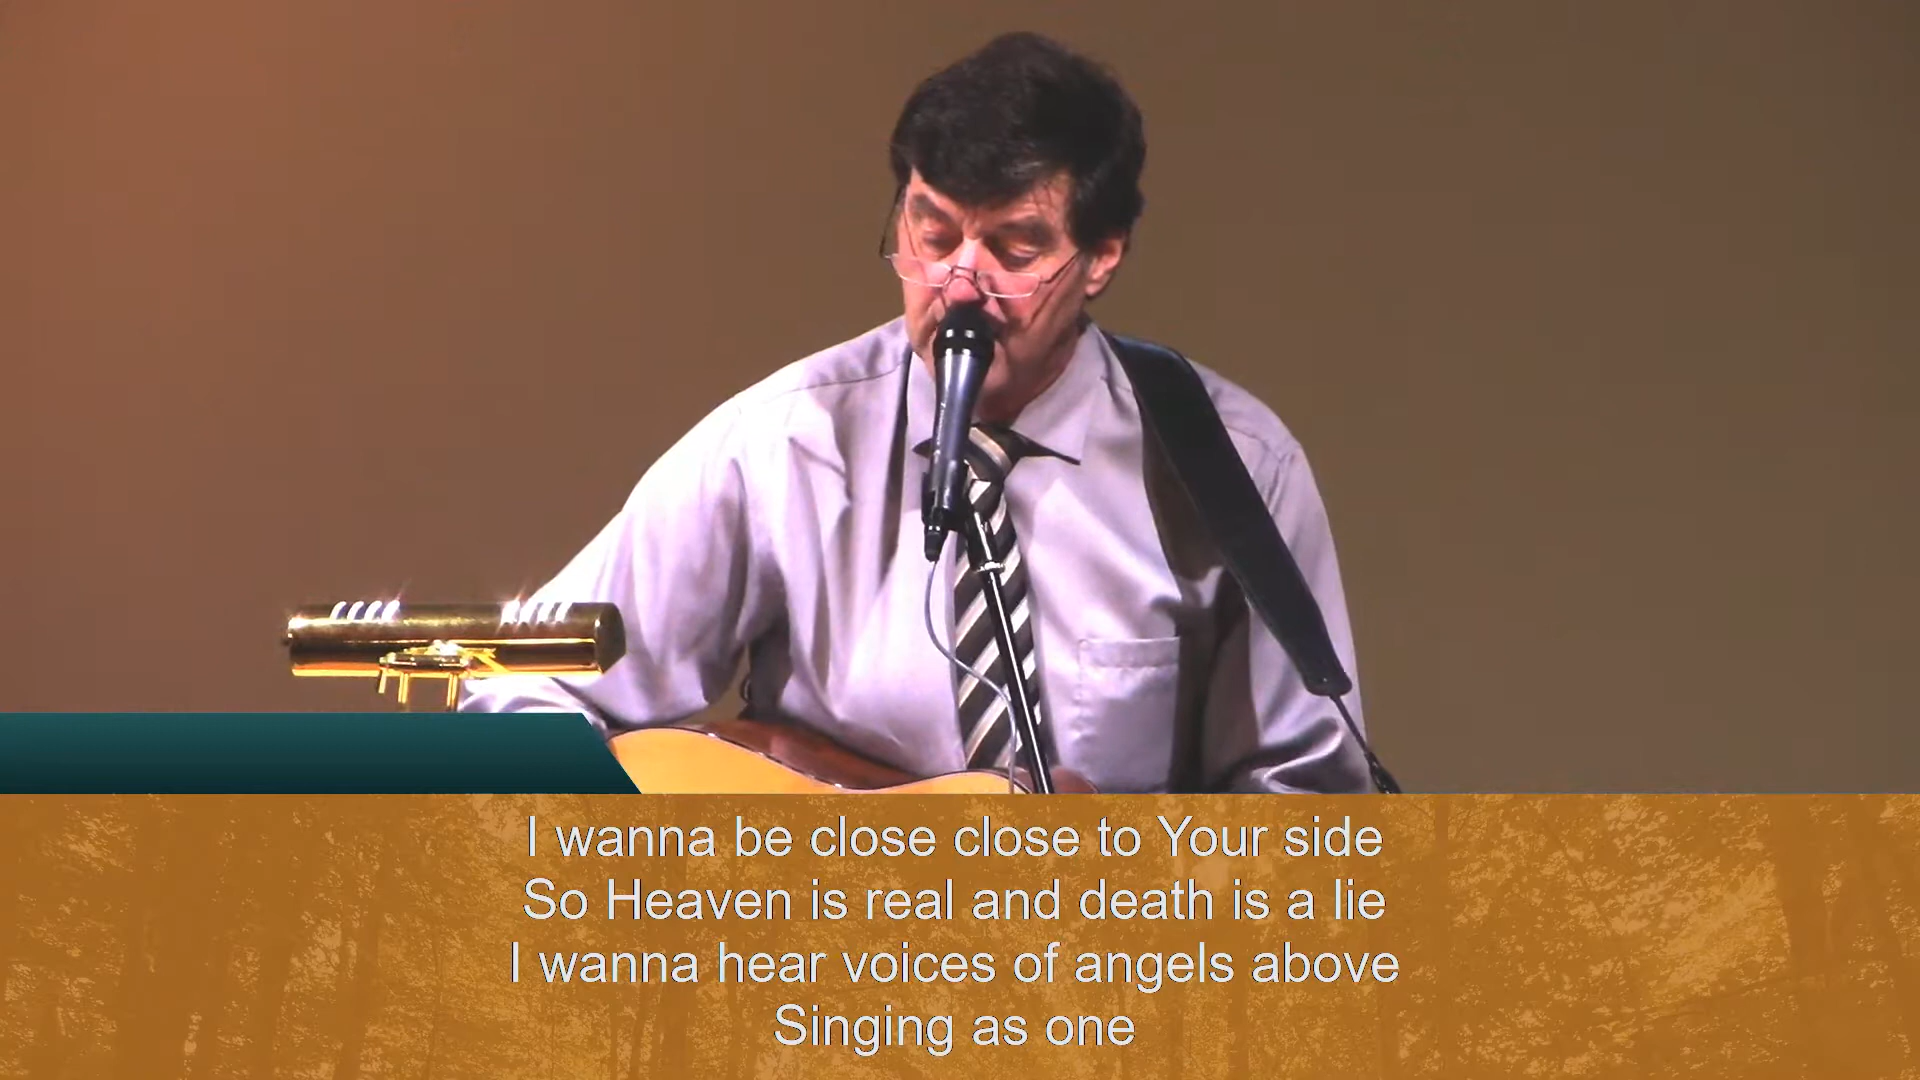 I wanna be close close to Your side
So Heaven is real and death is a lie
I wanna hear voices of angels above
Singing as one